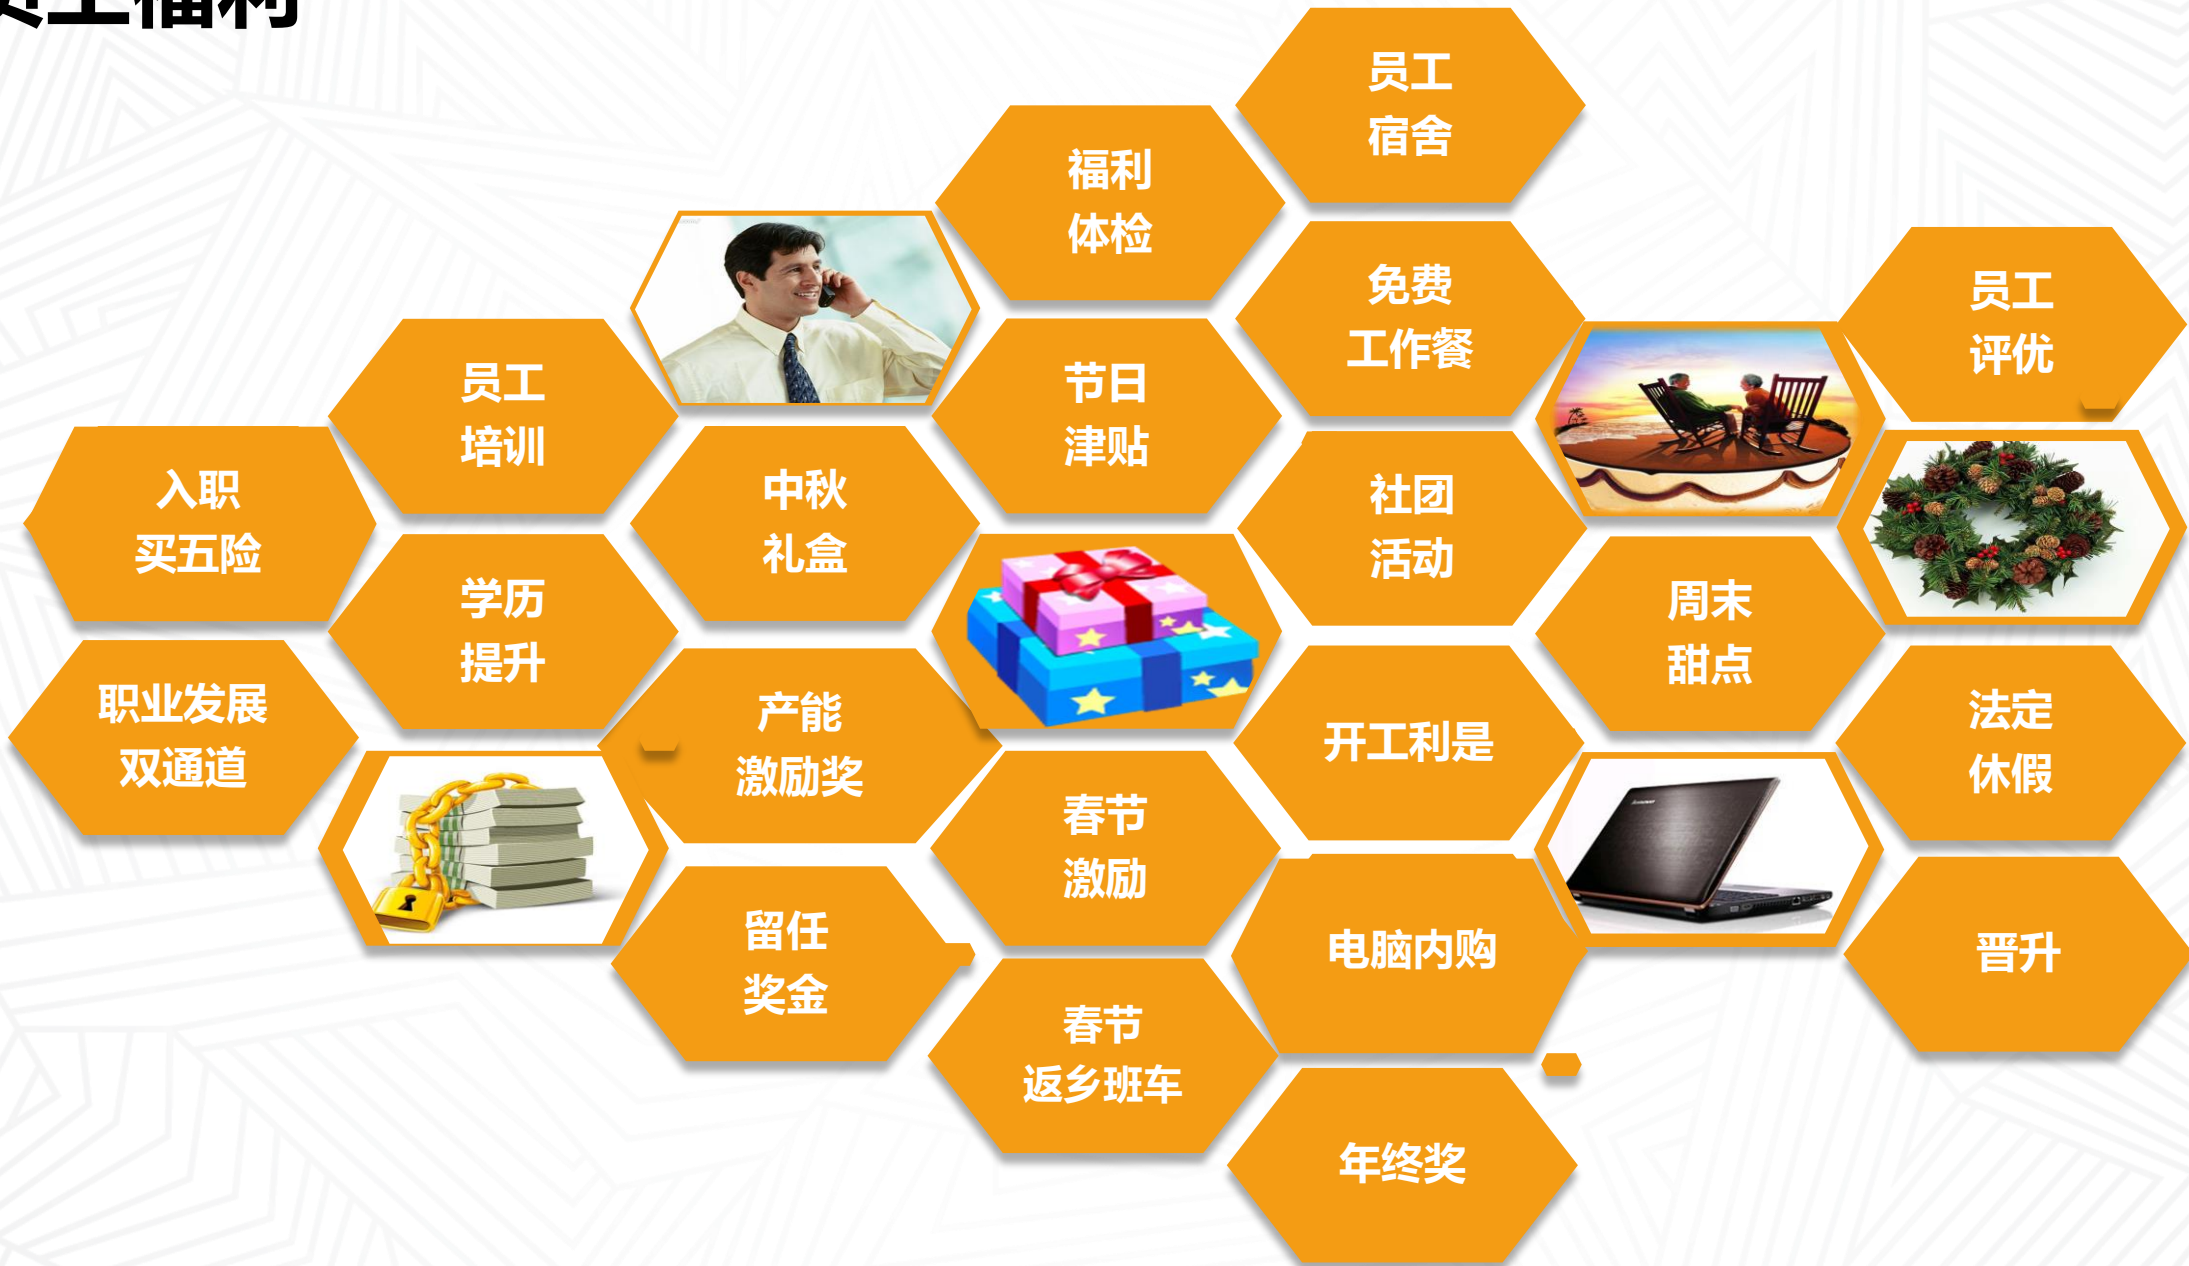 员工福利
员工
宿舍
福利
体检
免费
工作餐
员工
评优
员工
培训
节日
津贴
入职
买五险
中秋
礼盒
社团
活动
学历
提升
周末
甜点
职业发展
双通道
产能
激励奖
开工利是
法定
休假
春节
激励
留任
奖金
电脑内购
晋升
春节
返乡班车
年终奖